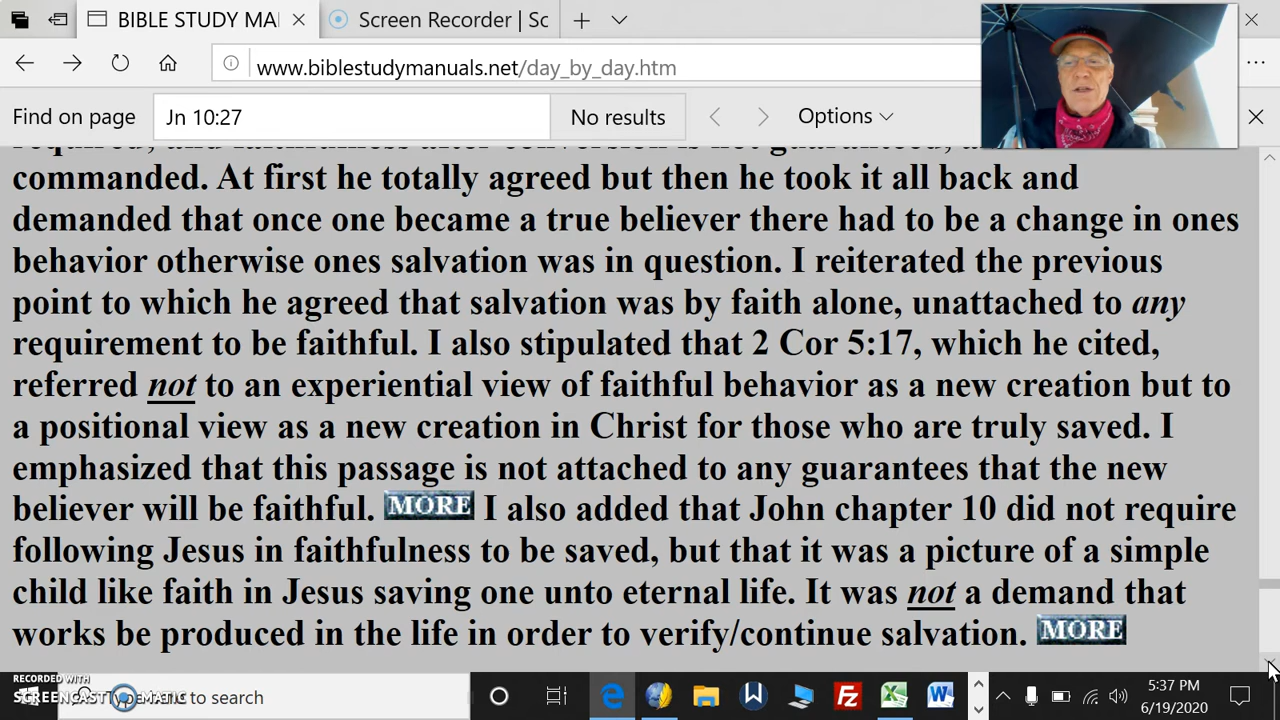 BIBLE STUDY MA
Screen Recorder | Sc
www.biblestudymanuals.net/day_by_day.htm
Find on page
Jn 10:27
No results
Options
commanded. At first he totally agreed but then he took it all back and
demanded that once one became a true believer there had to be a change in ones
behavior otherwise ones salvation was in question. I reiterated the previous
point to which he agreed that salvation was by faith alone, unattached to any
requirement to be faithful. I also stipulated that 2 Cor 5:17, which he cited,
referred not to an experiential view of faithful behavior as a new creation but to
a positional view as a new creation in Christ for those who are truly saved. I
emphasized that this passage is not attached to any guarantees that the new
believer will be faithful. MORE I also added that John chapter 10 did not require
following Jesus in faithfulness to be saved, but that it was a picture of a simple
child like faith in Jesus saving one unto eternal life. It was not a demand that
works be produced in the life in order to verify/continue salvation. MORE
RECORDED WITH
SCREENCAST MATIC
to search
5:37 PM
6/19/2020